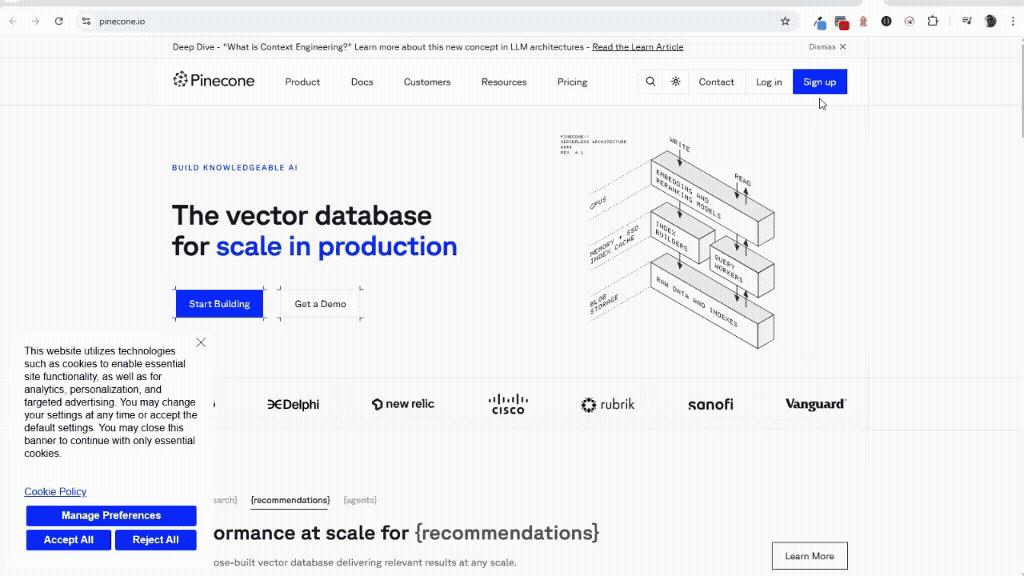 pinecone.io
Deep Dive - "What is Context Engineering?" Learn more about this new concept in LLM architectures - Read the Learn Article
Dismiss
Pinecone
Product
Docs
Customers
Resources
Pricing
Contact
Log in
Sign up
BUILD KNOWLEDGEABLE AI
The vector database
for scale in production
Start Building
Get a Demo
PINECONE//
SERVERLESS ARCHITECTURE
REV. 4.1
WRITE
READ
GPUS
EMBEDDING AND
RERANKING MODELS
MEMORY + SSD
INDEX CACHE
INDEX
BUILDERS
QUERY
WORKERS
BLOB
STORAGE
RAW DATA AND INDEXES
This website utilizes technologies
such as cookies to enable essential
site functionality, as well as for
analytics, personalization, and
targeted advertising. You may change
your settings at any time or accept the
default settings. You may close this
banner to continue with only essential
cookies.
Cookie Policy
Manage Preferences
Accept All
Reject All
Delphi
new relic
CISCO
rubrik
sanofi
Vanguard
{recommendations}
{agents}
ormance at scale for {recommendations}
ose-built vector database delivering relevant results at any scale.
Learn More